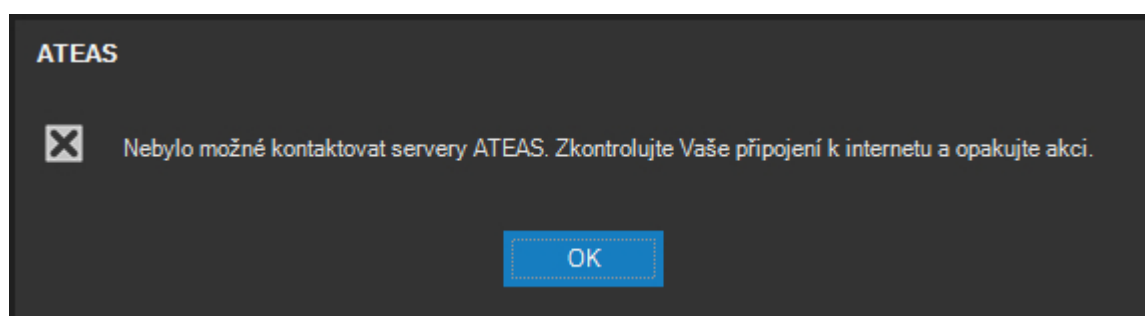 ATEAS
Nebylo možné kontaktovat servery ATEAS. Zkontrolujte Vaše připojení k internetu a opakujte akci.
OK